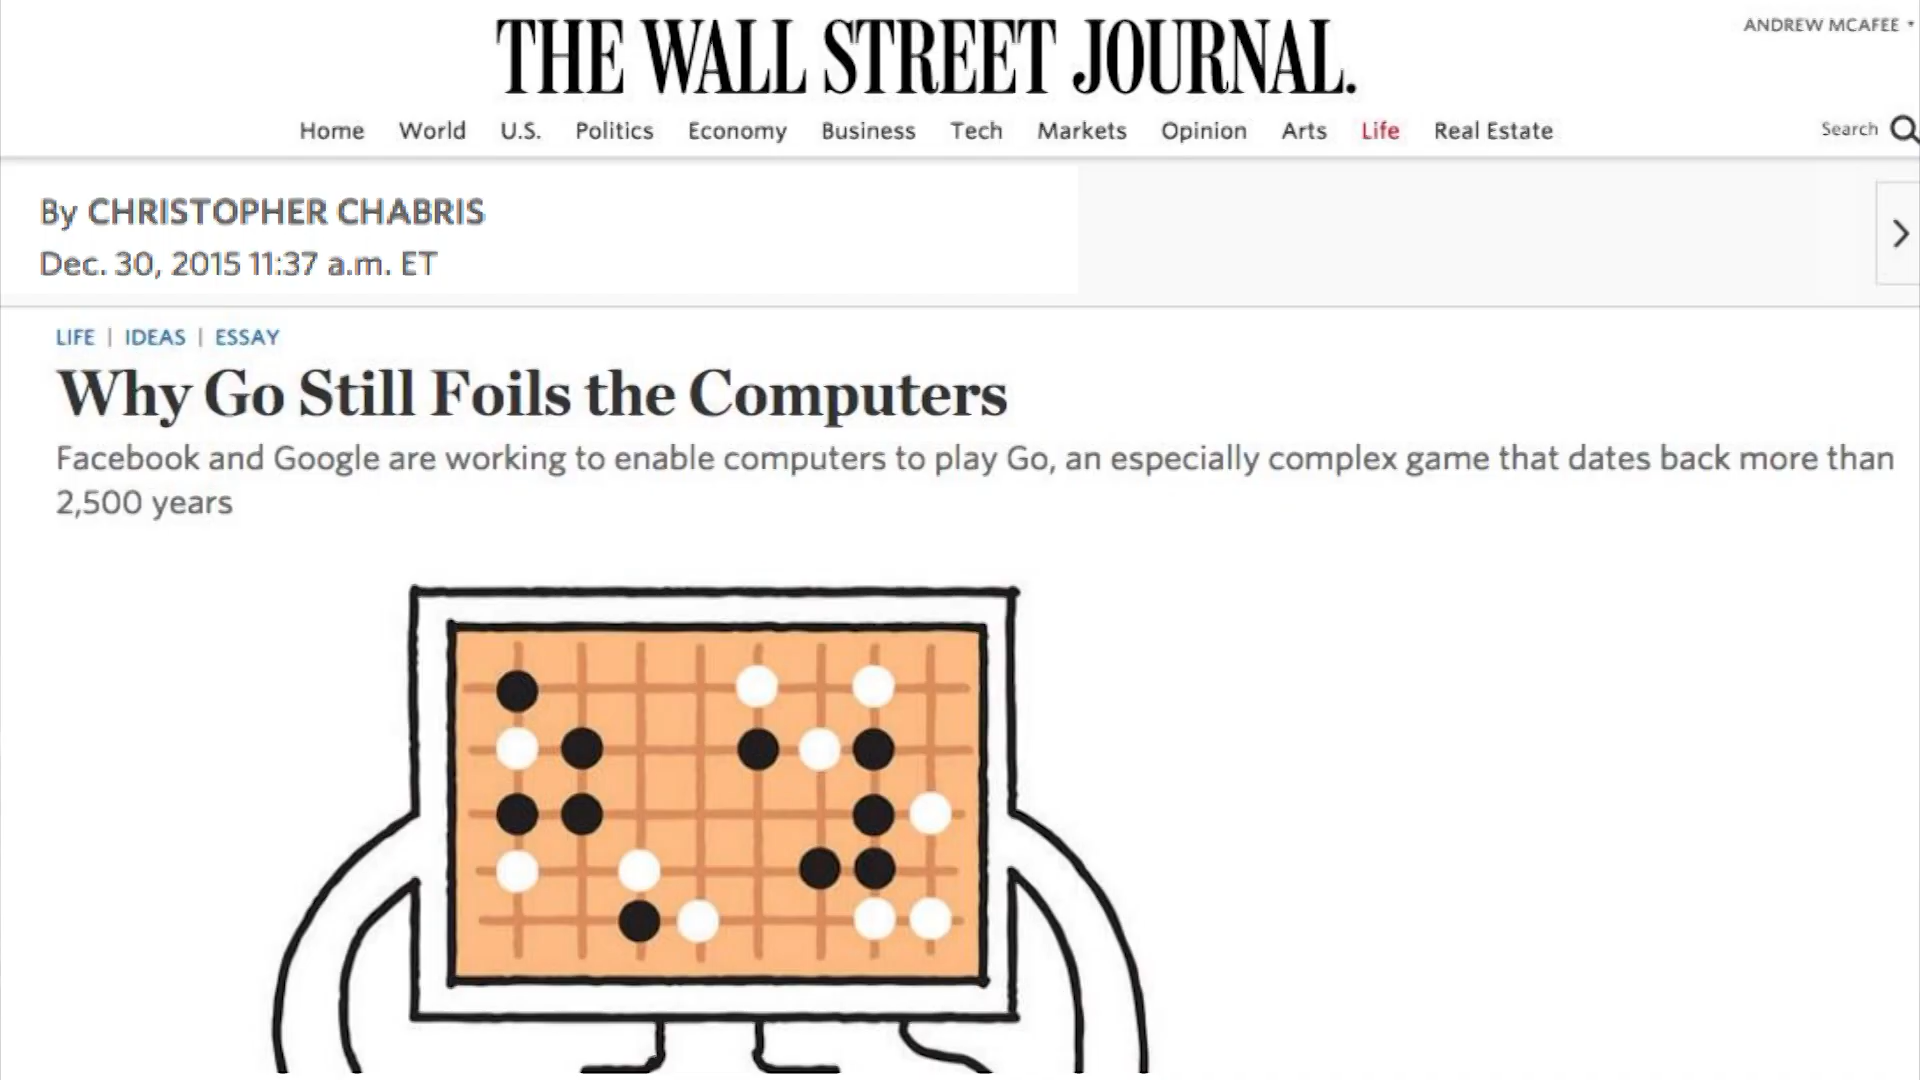 THE WALL STREET JOURNAL.
ANDREW MCAFEE
Home World U.S. Politics Economy Business Tech Markets Opinion Arts Life Real Estate
Search
By CHRISTOPHER CHABRIS
Dec. 30, 2015 11:37 a.m. ET
LIFE | IDEAS | ESSAY
Why Go Still Foils the Computers
Facebook and Google are working to enable computers to play Go, an especially complex game that dates back more than
2,500 years